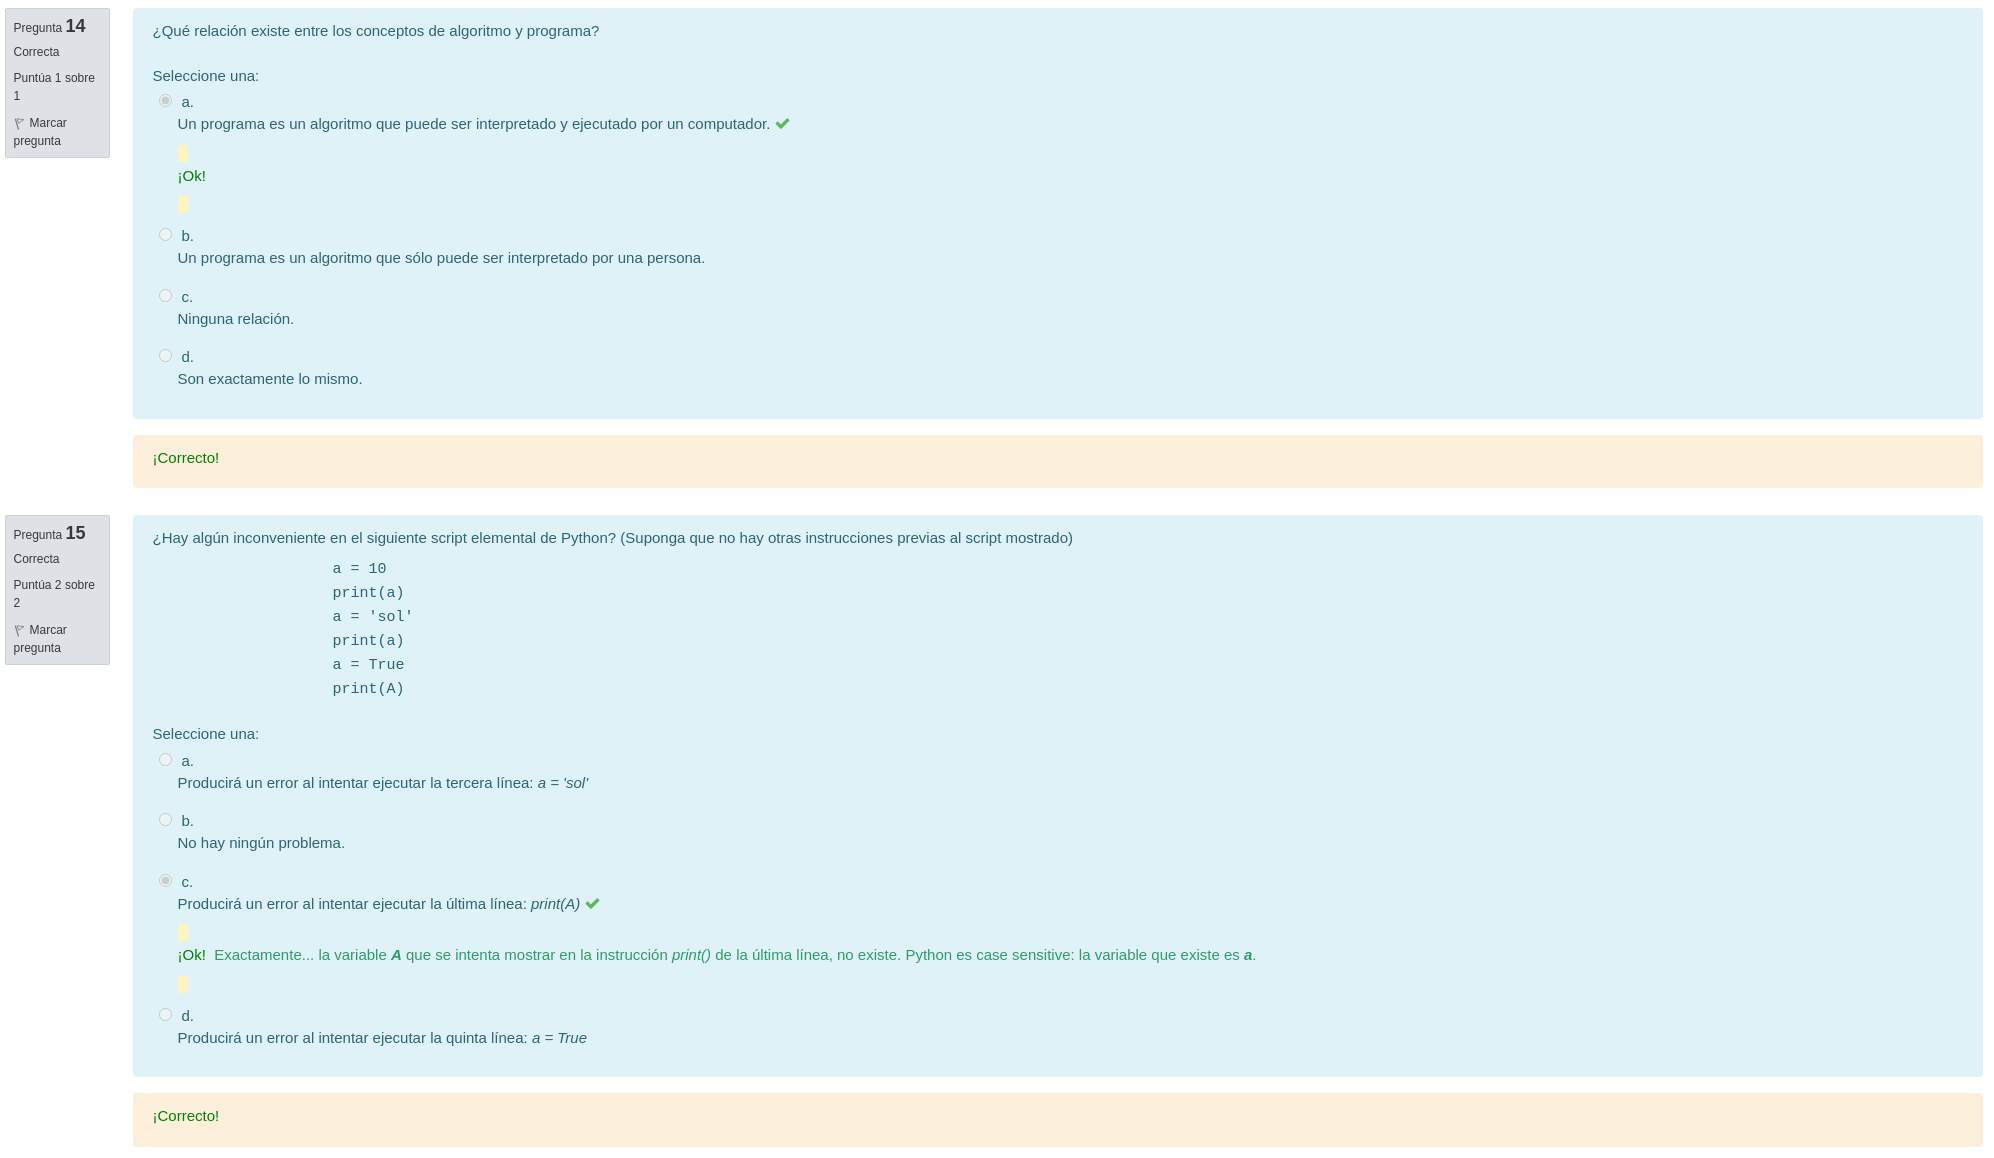 Pregunta 14
Correcta
Puntúa 1 sobre
1
Marcar
pregunta
¿Qué relación existe entre los conceptos de algoritmo y programa?
Seleccione una:
a.
Un programa es un algoritmo que puede ser interpretado y ejecutado por un computador.
¡Ok!
b.
Un programa es un algoritmo que sólo puede ser interpretado por una persona.
c.
Ninguna relación.
d.
Son exactamente lo mismo.
¡Correcto!
Pregunta 15
Correcta
Puntúa 2 sobre
2
Marcar
pregunta
¿Hay algún inconveniente en el siguiente script elemental de Python? (Suponga que no hay otras instrucciones previas al script mostrado)
a = 10
print(a)
a = 'sol'
print(a)
a = True
print(A)
Seleccione una:
a.
Producirá un error al intentar ejecutar la tercera línea: a = 'sol'
b.
No hay ningún problema.
c.
Producirá un error al intentar ejecutar la última línea: print(A)
¡Ok! Exactamente... la variable A que se intenta mostrar en la instrucción print() de la última línea, no existe. Python es case sensitive: la variable que existe es a.
d.
Producirá un error al intentar ejecutar la quinta línea: a = True
¡Correcto!